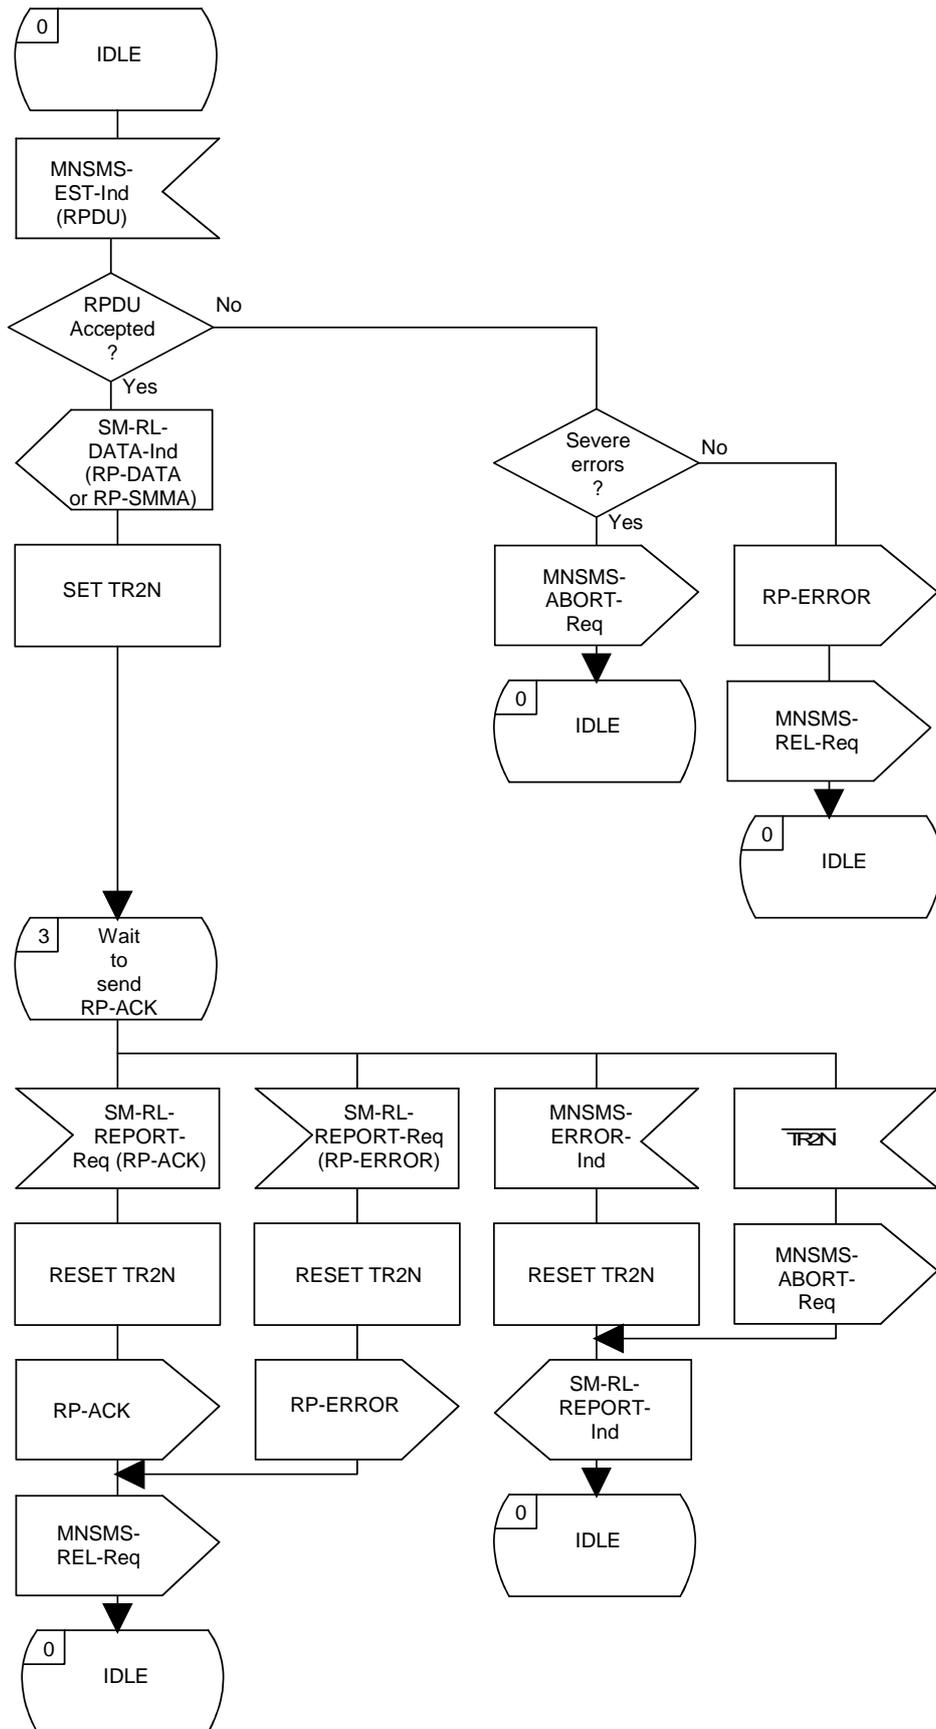 0
IDLE
MNSMS-
EST-Ind
(RPDU)
RPDU
Accepted
?
No
Yes
SM-RL-
DATA-Ind
(RP-DATA
or RP-SMMA)
SET TR2N
Severe
errors
?
No
Yes
MNSMS-
ABORT-
Req
RP-ERROR
0
IDLE
MNSMS-
REL-Req
0
IDLE
3
Wait
to
send
RP-ACK
SM-RL-
REPORT-
Req (RP-ACK)
SM-RL-
REPORT-Req
(RP-ERROR)
MNSMS-
ERROR-
Ind
TR2N
RESET TR2N
RESET TR2N
RESET TR2N
MNSMS-
ABORT-
Req
RP-ACK
RP-ERROR
SM-RL-
REPORT-
Ind
MNSMS-
REL-Req
0
IDLE
0
IDLE